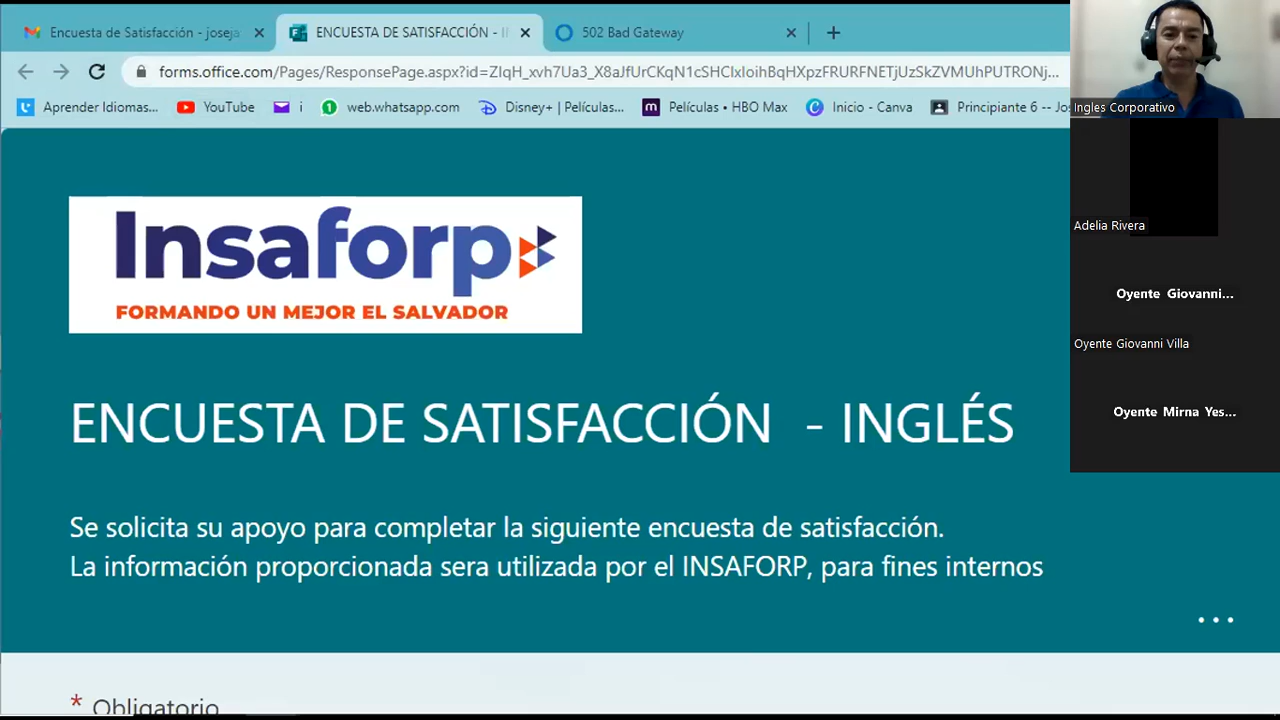 Encuesta de Satisfacción - joseja
ENCUESTA DE SATISFACCIÓN - I
502 Bad Gateway
forms.office.com/Pages/ResponsePage.aspx?id=ZIqH_xvh7Ua3_X8aJfUrCKqN1cSHCIxIoihBqHXpzFRURFNETjUzSkZVMUhPUTRONj...
Aprender Idiomas...
YouTube
i
web.whatsapp.com
Disney+ | Películas...
Películas • HBO Max
Inicio - Canva
Principiante 6 -- Jos
Ingles Corporativo
Adelia Rivera
Oyente Giovanni...
Oyente Giovanni Villa
Oyente Mirna Yes...
Insaforp
FORMANDO UN MEJOR EL SALVADOR
ENCUESTA DE SATISFACCIÓN - INGLÉS
Se solicita su apoyo para completar la siguiente encuesta de satisfacción.
La información proporcionada sera utilizada por el INSAFORP, para fines internos
...
* Obligatorio